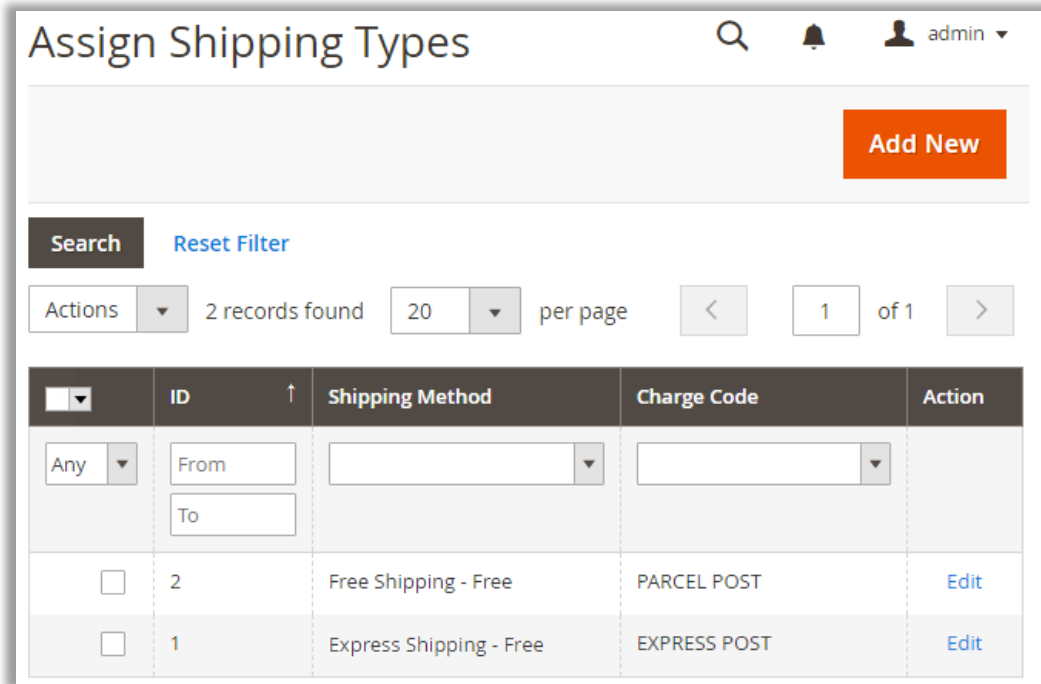 Assign Shipping Types
admin
Add New
Search Reset Filter
Actions 2 records found 20 per page 1 of 1
ID ↑ Shipping Method Charge Code Action
Any From
To
2 Free Shipping - Free PARCEL POST Edit
1 Express Shipping - Free EXPRESS POST Edit